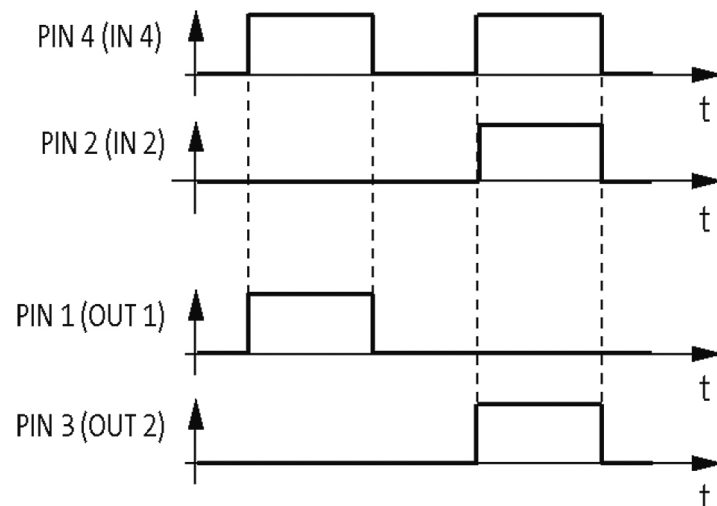 PIN 4 (IN 4)
t
PIN 2 (IN 2)
t
PIN 1 (OUT 1)
t
PIN 3 (OUT 2)
t